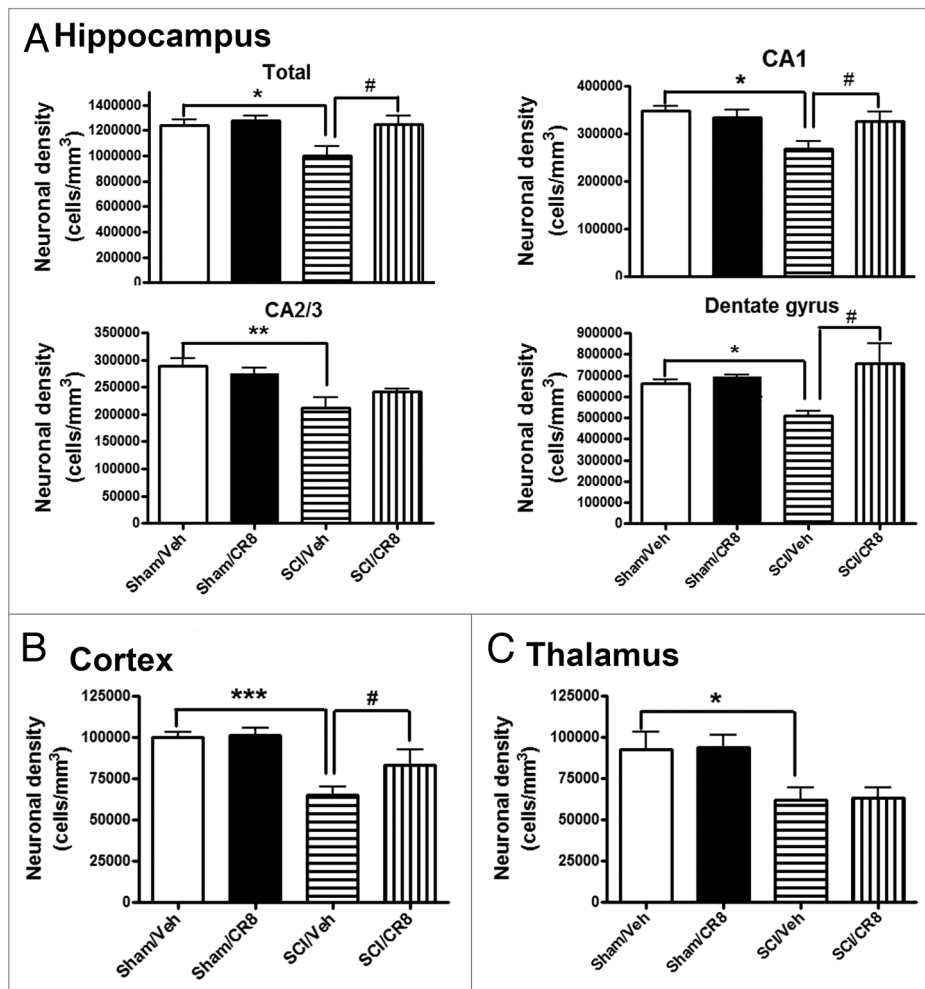 A Hippocampus
Total
Neuronal density
(cells/mm³)
1400000
1200000
1000000
800000
600000
400000
200000
0
*
#
CA1
Neuronal density
(cells/mm³)
400000
300000
200000
100000
0
*
#
CA2/3
Neuronal density
(cells/mm³)
350000
300000
250000
200000
150000
100000
50000
0
**
Sham/Veh
Sham/CR8
SCI/Veh
SCI/CR8
Dentate gyrus
Neuronal density
(cells/mm³)
900000
800000
700000
600000
500000
400000
300000
200000
100000
0
*
#
Sham/Veh
Sham/CR8
SCI/Veh
SCI/CR8
B Cortex
Neuronal density
(cells/mm³)
125000
100000
75000
50000
25000
0
***
#
Sham/Veh
Sham/CR8
SCI/Veh
SCI/CR8
C Thalamus
Neuronal density
(cells/mm³)
125000
100000
75000
50000
25000
0
*
Sham/Veh
Sham/CR8
SCI/Veh
SCI/CR8